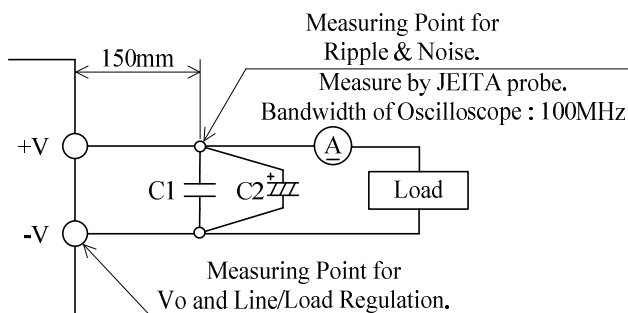 Measuring Point for
Ripple & Noise.
150mm
Measure by JEITA probe.
Bandwidth of Oscilloscope : 100MHz
+V
A
+
C1
C2
Load
-V
Measuring Point for
Vo and Line/Load Regulation.